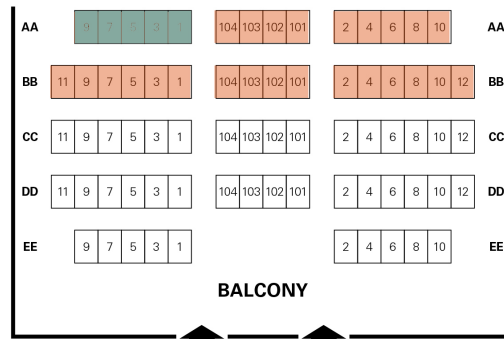 AA 9 7 5 3 1 104 103 102 101 2 4 6 8 10 AA
BB 11 9 7 5 3 1 104 103 102 101 2 4 6 8 10 12 BB
CC 11 9 7 5 3 1 104 103 102 101 2 4 6 8 10 12 CC
DD 11 9 7 5 3 1 104 103 102 101 2 4 6 8 10 12 DD
EE 9 7 5 3 1 2 4 6 8 10 EE
BALCONY